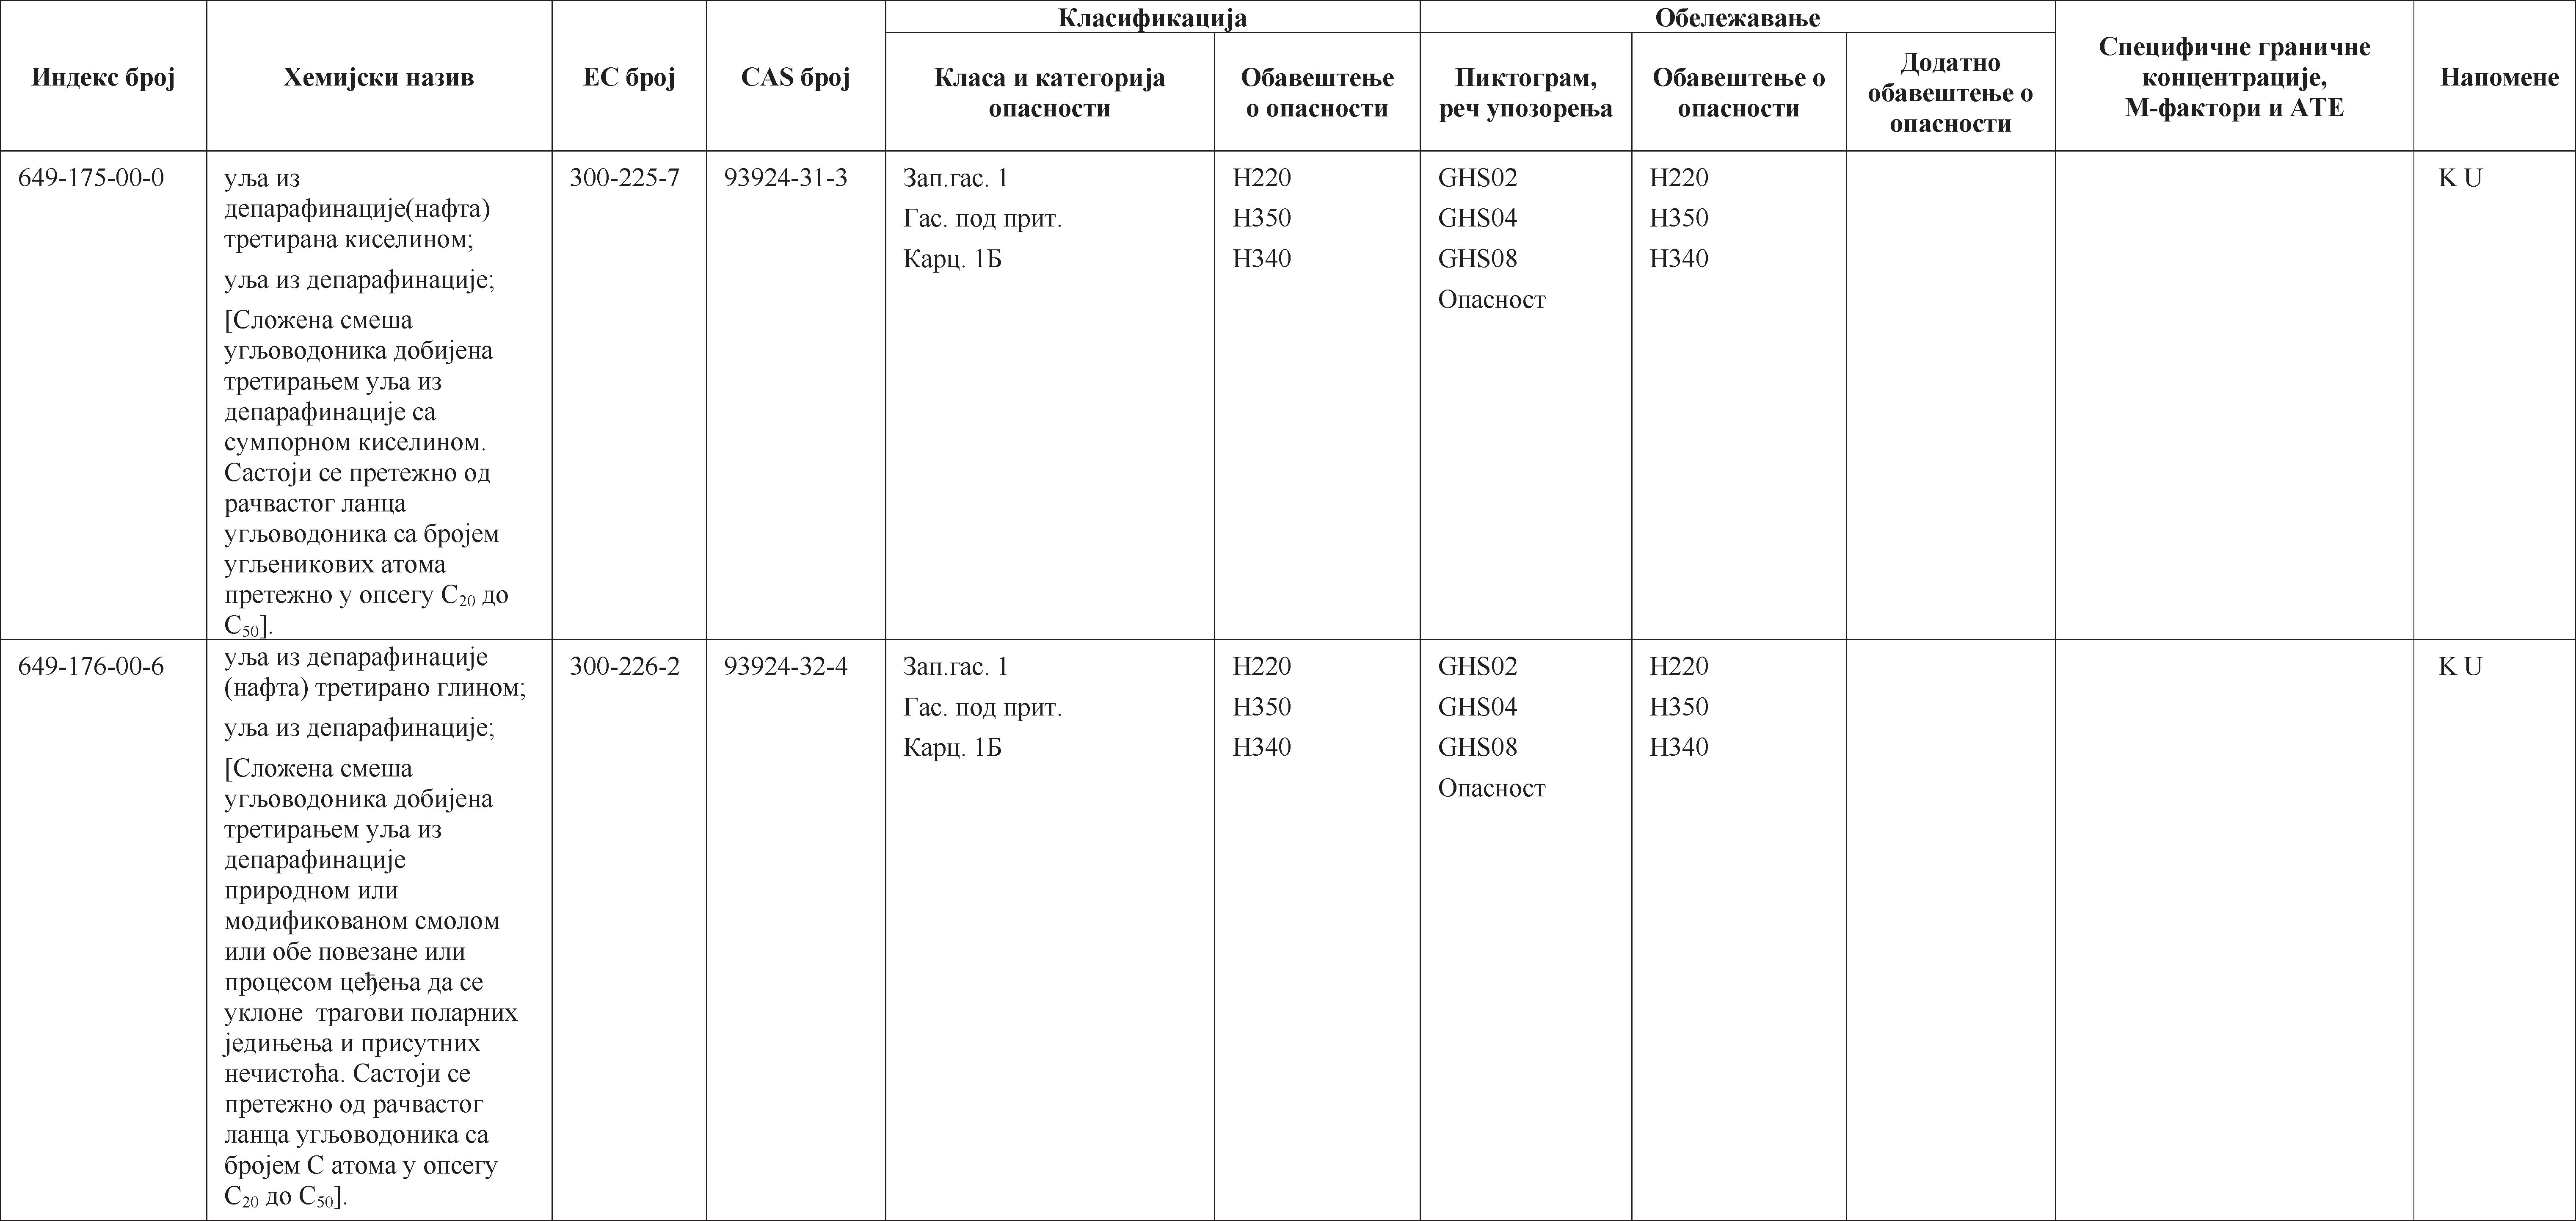 Индекс број
Хемијски назив
ЕС број
CAS број
Класификација
Обележавање
Класа и категорија
опасности
Обавештење
о опасности
Пиктограм,
реч упозорења
Обавештење о
опасности
Додатно
обавештење о
опасности
Специфичне граничне
концентрације,
М-фактори и АТЕ
Напомене
649-175-00-0
уља из
депарафинације(нафта)
третирана киселином;
уља из депарафинације;
[Сложена смеша
угљоводоника добијена
третирањем уља из
депарафинације са
сумпорном киселином.
Састоји се претежно од
рачвастог ланца
угљоводоника са бројем
угљеникових атома
претежно у опсегу C20 до
C50].
300-225-7
93924-31-3
Зап.гас. 1
Гас. под прит.
Карц. 1Б
H220
H350
H340
GHS02
GHS04
GHS08
Опасност
H220
H350
H340
K U
649-176-00-6
уља из депарафинације
(нафта) третирано глином;
уља из депарафинације;
[Сложена смеша
угљоводоника добијена
третирањем уља из
депарафинације
природном или
модификованом смолом
или обе повезане или
процесом цеђења да се
уклоне  трагови поларних
једињења и присутних
нечистоћа. Састоји се
претежно од рачвастог
ланца угљоводоника са
бројем С атома у опсегу
C20 до C50].
300-226-2
93924-32-4
Зап.гас. 1
Гас. под прит.
Карц. 1Б
H220
H350
H340
GHS02
GHS04
GHS08
Опасност
H220
H350
H340
K U